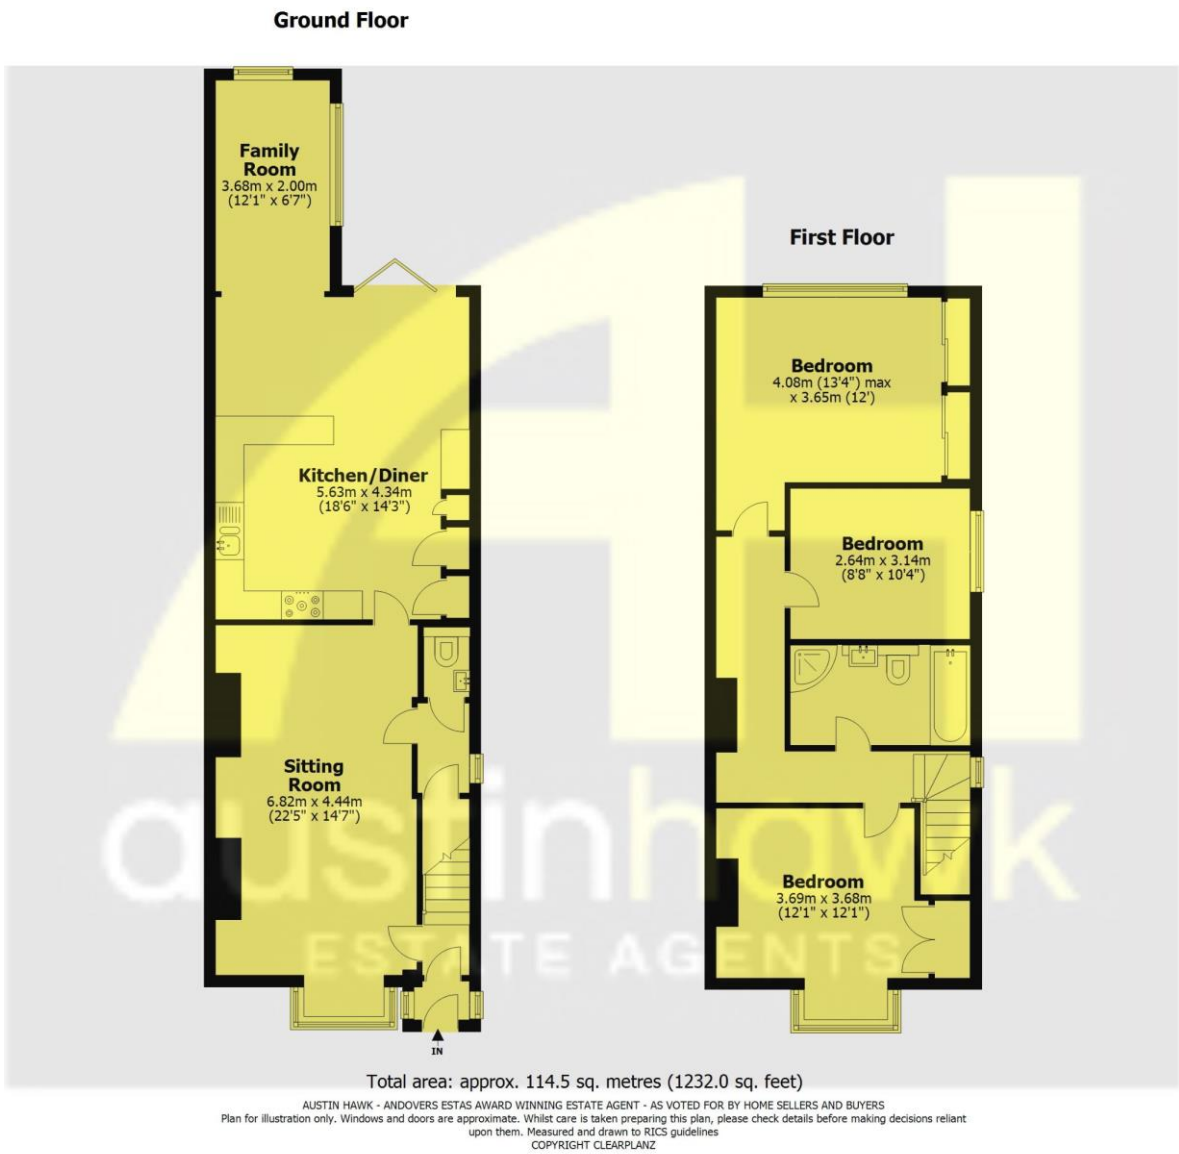 Ground Floor
Family
Room
3.68m x 2.00m
(12'1" x 6'7")
Kitchen/Diner
5.63m x 4.34m
(18'6" x 14'3")
Sitting
Room
6.82m x 4.44m
(22'5" x 14'7")
IN
First Floor
Bedroom
4.08m (13'4") max
x 3.65m (12')
Bedroom
2.64m x 3.14m
(8'8" x 10'4")
Bedroom
3.69m x 3.68m
(12'1" x 12'1")
austinhawk
ESTATE AGENTS
Total area: approx. 114.5 sq. metres (1232.0 sq. feet)
AUSTIN HAWK - ANDOVERS ESTAS AWARD WINNING ESTATE AGENT - AS VOTED FOR BY HOME SELLERS AND BUYERS
Plan for illustration only. Windows and doors are approximate. Whilst care is taken preparing this plan, please check details before making decisions reliant
upon them. Measured and drawn to RICS guidelines
COPYRIGHT CLEARPLANZ